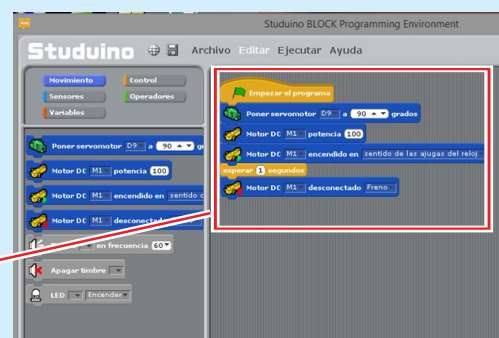 Studuino BLOCK Programming Environment
Studuino Archivo Editar Ejecutar Ayuda
Movimiento Control
Sensores Operadores
Variables
Poner servomotor D9 a 90 gr
Motor DC M1 potencia 100
Motor DC M1 encendido en sentido
Motor DC M1 desconectado
en frecuencia 60
Apagar timbre
LED Encender
Empezar el programa
Poner servomotor D9 a 90 grados
Motor DC M1 potencia 100
Motor DC M1 encendido en sentido de las ajugas del reloj
esperar 1 segundos
Motor DC M1 desconectado Freno